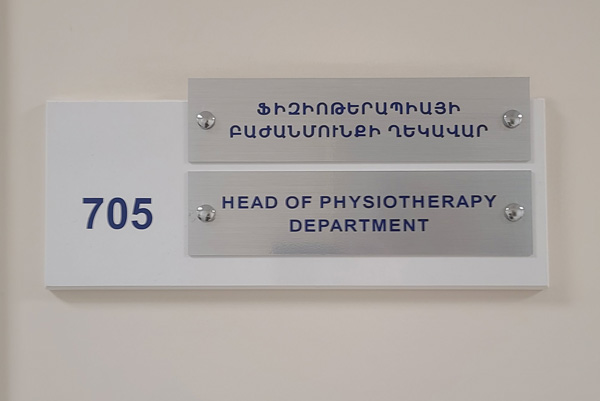 705
ՖԻԶԻՈԹԵՐԱՊԻԱՅԻ
ԲԱԺԱՆՄՈՒՆՔԻ ՂԵԿԱՎԱՐ
HEAD OF PHYSIOTHERAPY
DEPARTMENT